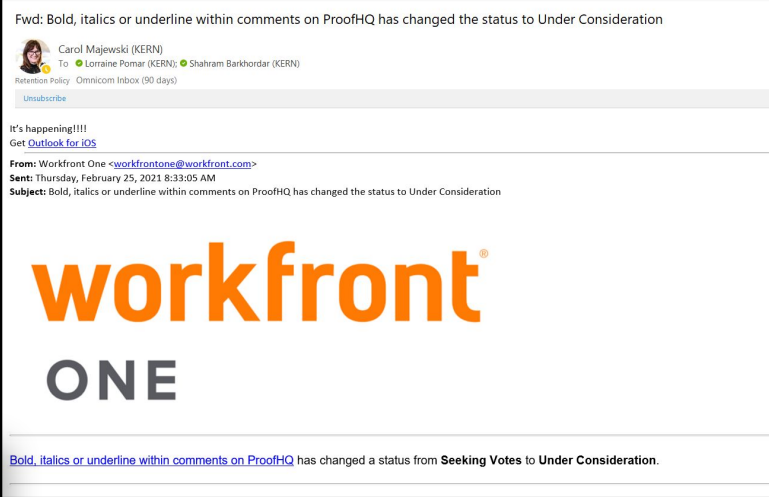 Fwd: Bold, italics or underline within comments on ProofHQ has changed the status to Under Consideration
Carol Majewski (KERN)
To Lorraine Pomar (KERN); Shahram Barkhordar (KERN)
Retention Policy Omnicom Inbox (90 days)
Unsubscribe
It's happening!!!!
Get Outlook for iOS
From: Workfront One <workfrontone@workfront.com>
Sent: Thursday, February 25, 2021 8:33:05 AM
Subject: Bold, italics or underline within comments on ProofHQ has changed the status to Under Consideration
workfront®
ONE
Bold, italics or underline within comments on ProofHQ has changed a status from Seeking Votes to Under Consideration.